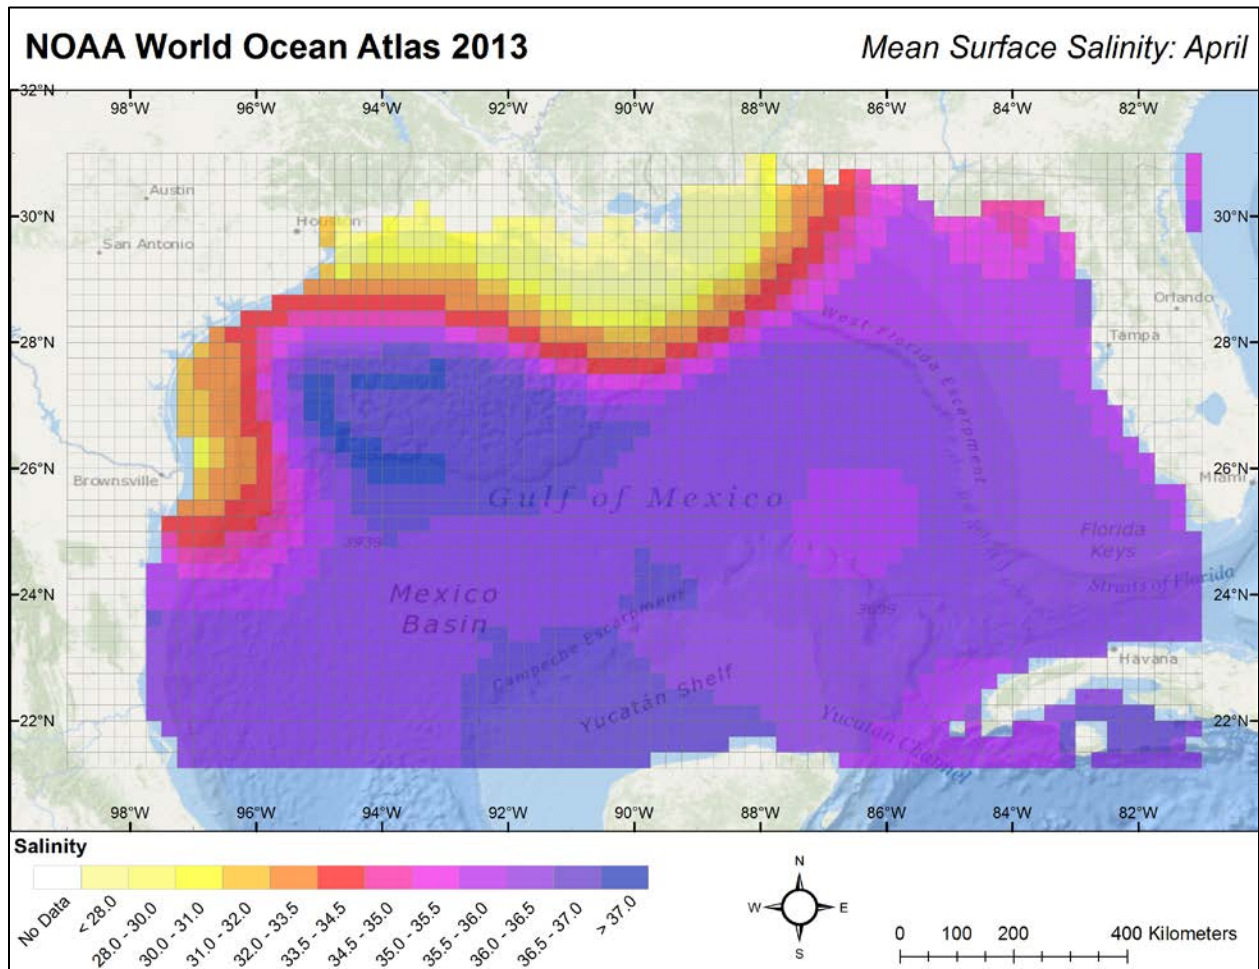 NOAA World Ocean Atlas 2013
Mean Surface Salinity: April
32°N
98°W 96°W 94°W 92°W 90°W 88°W 86°W 84°W 82°W
Austin
30°N 30°N
Houston
San Antonio
Orlando
West Florida Escarpment
Tampa
28°N 28°N
26°N 26°N
Brownsville
Miami
Gulf of Mexico
3939
Florida
Keys
Straits of Florida
24°N 24°N
Mexico
Basin
3695
Campeche Escarpment
Havana
Yucatán Shelf
22°N 22°N
Yucatan Channel
98°W 96°W 94°W 92°W 90°W 88°W 86°W 84°W 82°W
Salinity
No Data
< 28.0
28.0 - 30.0
30.0 - 31.0
31.0 - 32.0
32.0 - 33.5
33.5 - 34.5
34.5 - 35.0
35.0 - 35.5
35.5 - 36.0
36.0 - 36.5
36.5 - 37.0
> 37.0
N
W E
S
0 100 200 400 Kilometers